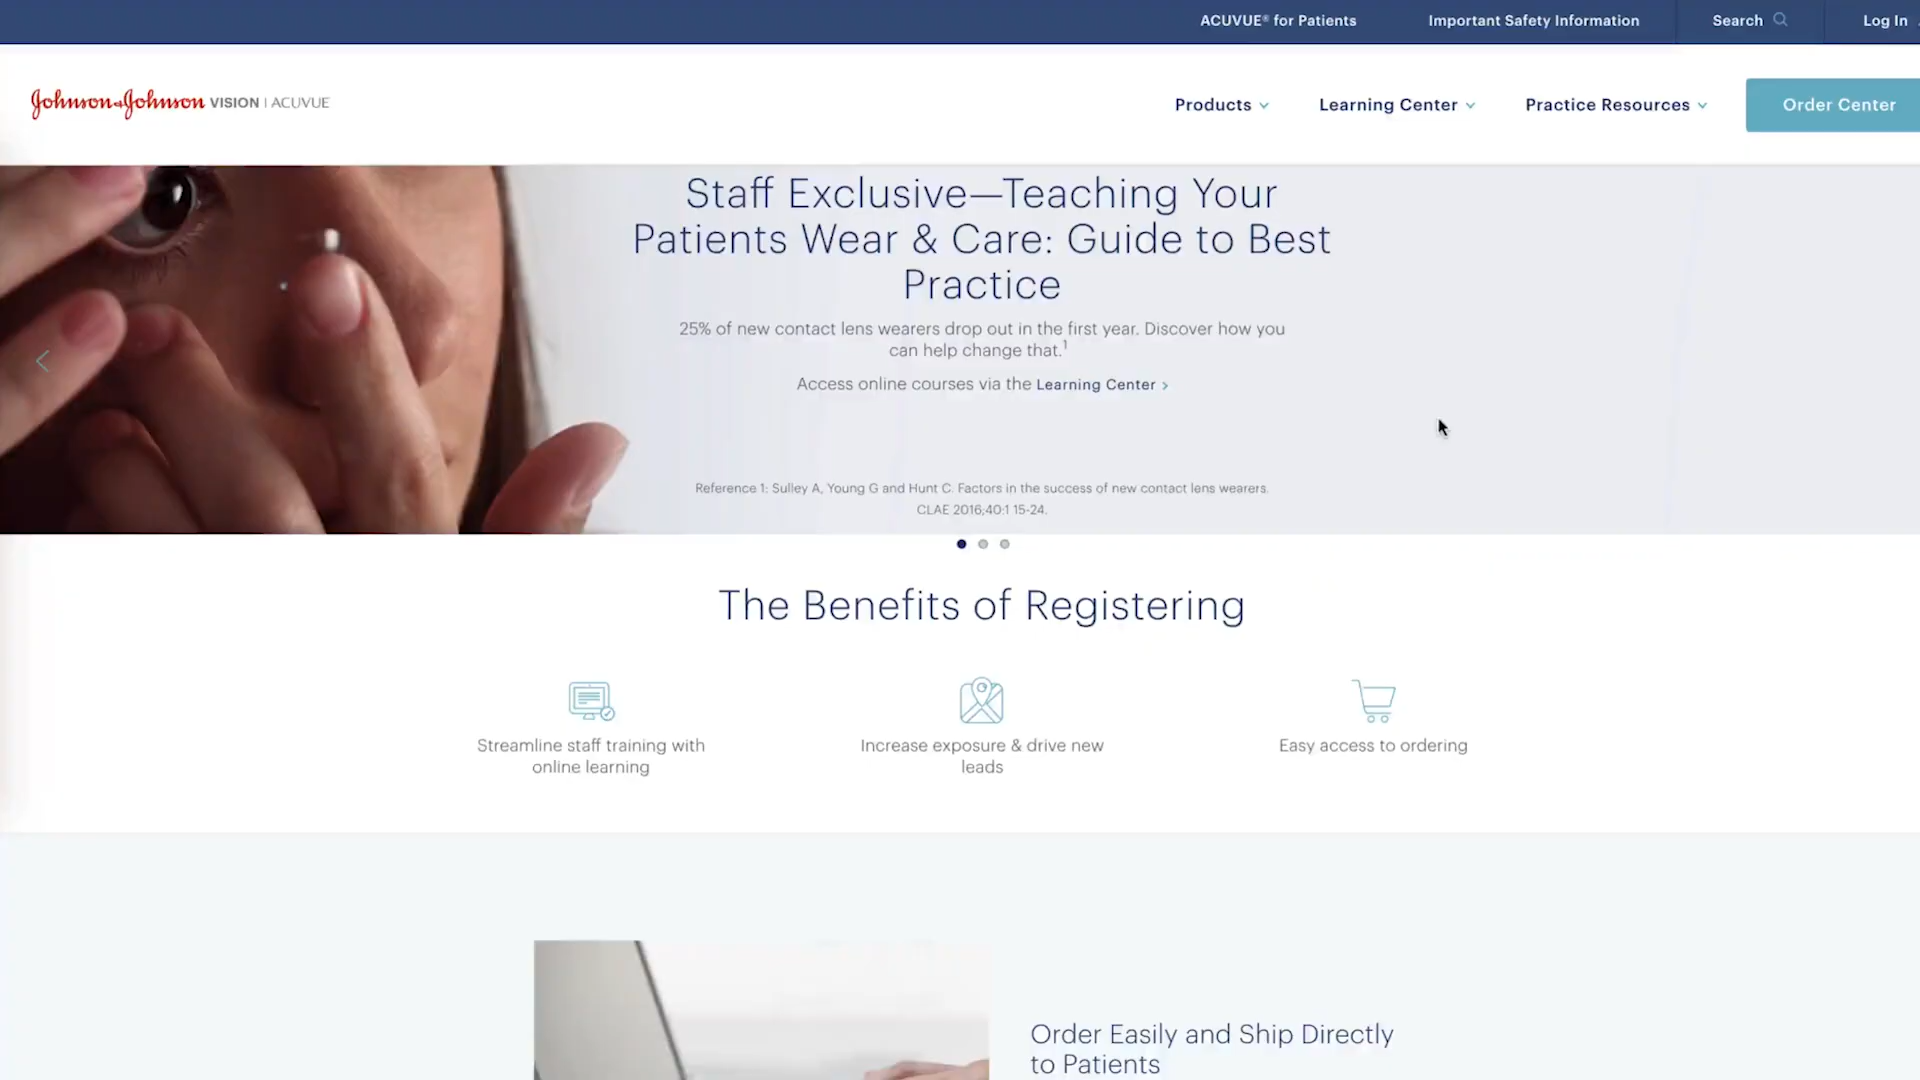 ACUVUE® for Patients
Important Safety Information
Search
Log In
Johnson&Johnson VISION | ACUVUE
Products
Learning Center
Practice Resources
Order Center
Staff Exclusive—Teaching Your
Patients Wear & Care: Guide to Best
Practice
25% of new contact lens wearers drop out in the first year. Discover how you
can help change that.1
Access online courses via the Learning Center >
Reference 1: Sulley A, Young G and Hunt C. Factors in the success of new contact lens wearers.
CLAE 2016;40:1 15-24.
The Benefits of Registering
Streamline staff training with
online learning
Increase exposure & drive new
leads
Easy access to ordering
Order Easily and Ship Directly
to Patients